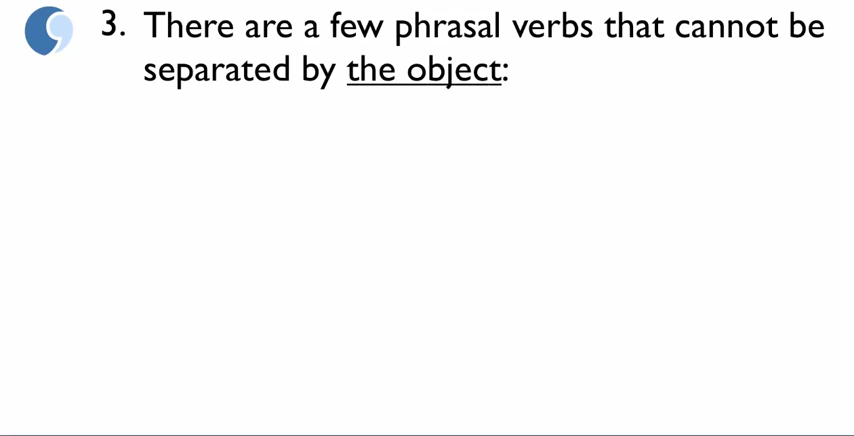 3. There are a few phrasal verbs that cannot be
separated by the object: